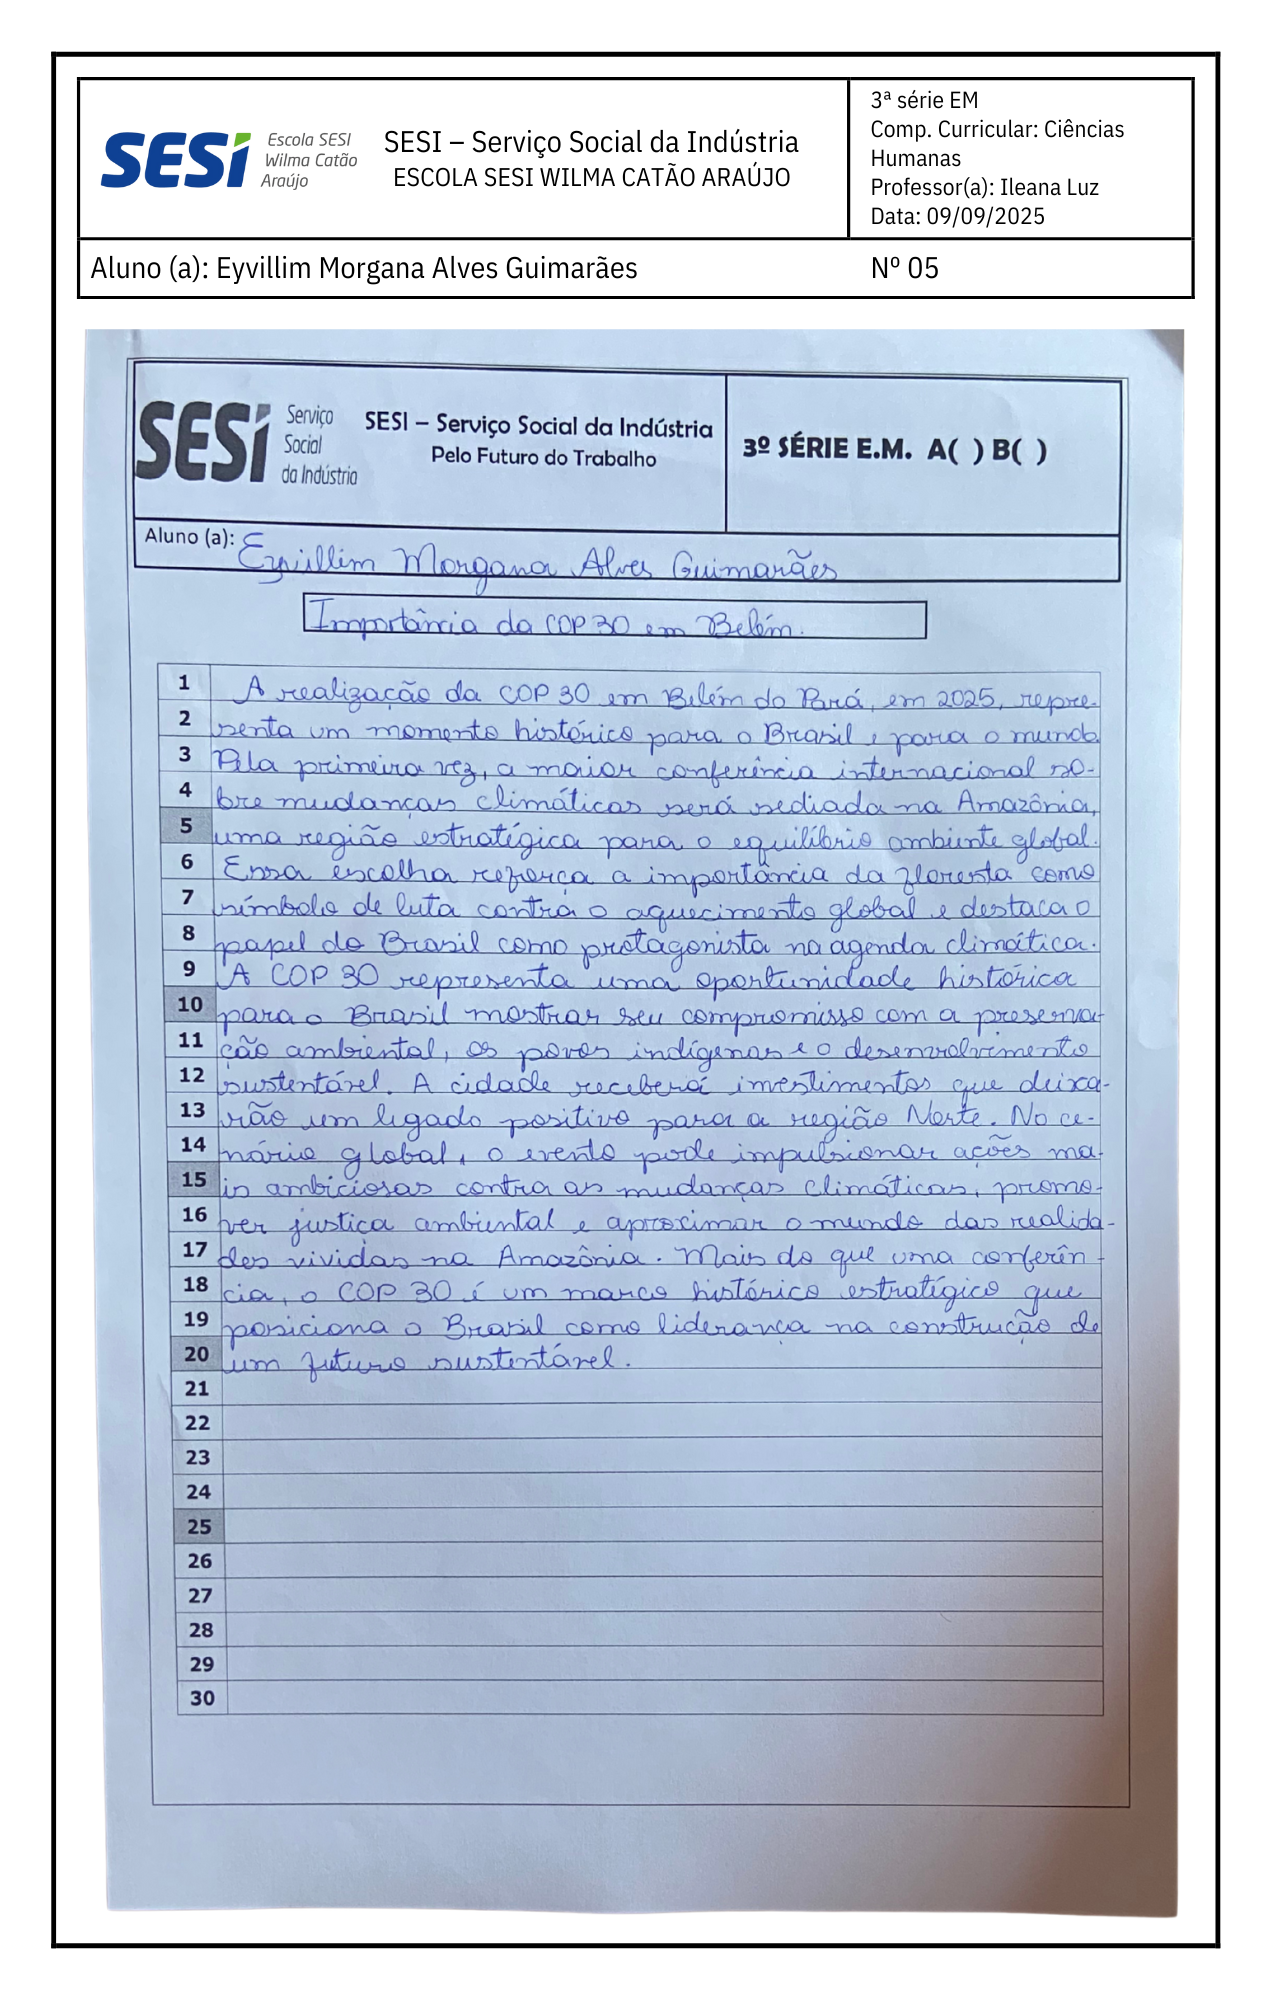 SESI
Escola SESI
Wilma Catão
Araújo
SESI – Serviço Social da Indústria
ESCOLA SESI WILMA CATÃO ARAÚJO
3ª série EM
Comp. Curricular: Ciências
Humanas
Professor(a): Ileana Luz
Data: 09/09/2025
Aluno (a): Eyvillim Morgana Alves Guimarães
Nº 05
SESI
Serviço
Social
da Indústria
SESI – Serviço Social da Indústria
Pelo Futuro do Trabalho
3º SÉRIE E.M. A( ) B( )
Aluno (a): Eyvillim Morgana Alves Guimarães
Importância da COP 30 em Belém.
1 A realização da COP 30 em Belém do Pará, em 2025, repre-
2 senta um momento histórico para o Brasil e para o mundo.
3 Pela primeira vez, a maior conferência internacional so-
4 bre mudanças climáticas será sediada na Amazônia,
5 uma região estratégica para o equilíbrio ambiente global.
6 Essa escolha reforça a importância da floresta como
7 símbolo de luta contra o aquecimento global e destaca o
8 papel do Brasil como protagonista na agenda climática.
9 A COP 30 representa uma oportunidade histórica
10 para o Brasil mostrar seu compromisso com a preserva-
11 ção ambiental, os povos indígenas e o desenvolvimento
12 sustentável. A cidade receberá investimentos que deixa-
13 rão um legado positivo para a região Norte. No ce-
14 nário global, o evento pode impulsionar ações ma-
15 is ambiciosas contra as mudanças climáticas, promo-
16 ver justiça ambiental e aproximar o mundo das realida-
17 des vividas na Amazônia. Mais do que uma conferên-
18 cia, o COP 30 é um marco histórico estratégico que
19 posiciona o Brasil como liderança na construção de
20 um futuro sustentável.
21
22
23
24
25
26
27
28
29
30